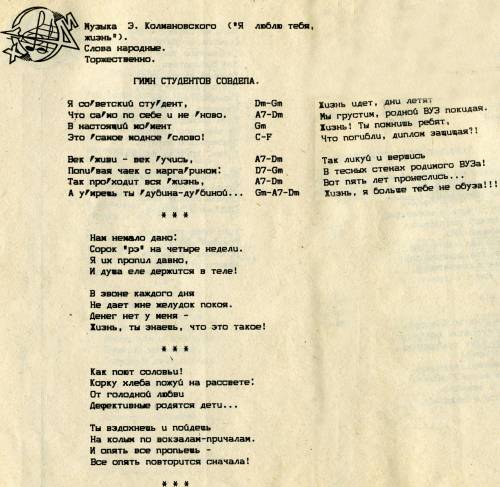 Музыка Э. Колмановского ("Я люблю тебя,
жизнь").
Слова народные.
Торжественно.
ГИМН СТУДЕНТОВ СОВДЕПА.
Я со'ветский сту'дент, Dm-Gm
Что са'мо по себе и не 'ново. A7-Dm
В настоящий мо'мент Gm
Это 'самое модное 'слово! C-F
Век 'живи - век 'учись, A7-Dm
Попи'вая чаек с марга'рином: D7-Gm
Так про'ходит вся 'жизнь, A7-Dm
А у'мрешь ты 'дубина-ду'биной... Gm-A7-Dm
* * *
Нам немало дано:
Сорок "рэ" на четыре недели.
Я их пропил давно,
И душа еле держится в теле!
В звоне каждого дня
Не дает мне желудок покоя.
Денег нет у меня -
Жизнь, ты знаешь, что это такое!
* * *
Как поют соловьи!
Корку хлеба пожуй на рассвете:
От голодной любви
Дефективные родятся дети...
Ты вздохнешь и пойдешь
На колым по вокзалам-причалам.
И опять все пропьешь -
Все опять повторится сначала!
* * *
Жизнь идет, дни летят
Мы грустим, родной ВУЗ покидая.
Жизнь! Ты помнишь ребят,
Что погибли, диплом защищая?!
Так ликуй и вершись
В тесных стенах родимого ВУЗа!
Вот пять лет пронеслись...
Жизнь, я больше тебе не обуза!!!